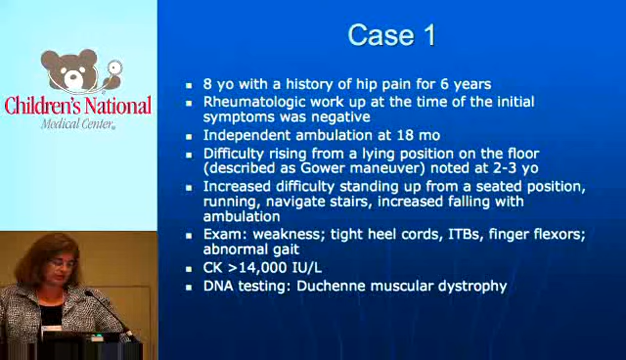 Case 1
Children's National
Medical Center
8 yo with a history of hip pain for 6 years
Rheumatologic work up at the time of the initial
symptoms was negative
Independent ambulation at 18 mo
Difficulty rising from a lying position on the floor
(described as Gower maneuver) noted at 2-3 yo
Increased difficulty standing up from a seated position,
running, navigate stairs, increased falling with
ambulation
Exam: weakness; tight heel cords, ITBs, finger flexors;
abnormal gait
CK >14,000 IU/L
DNA testing: Duchenne muscular dystrophy